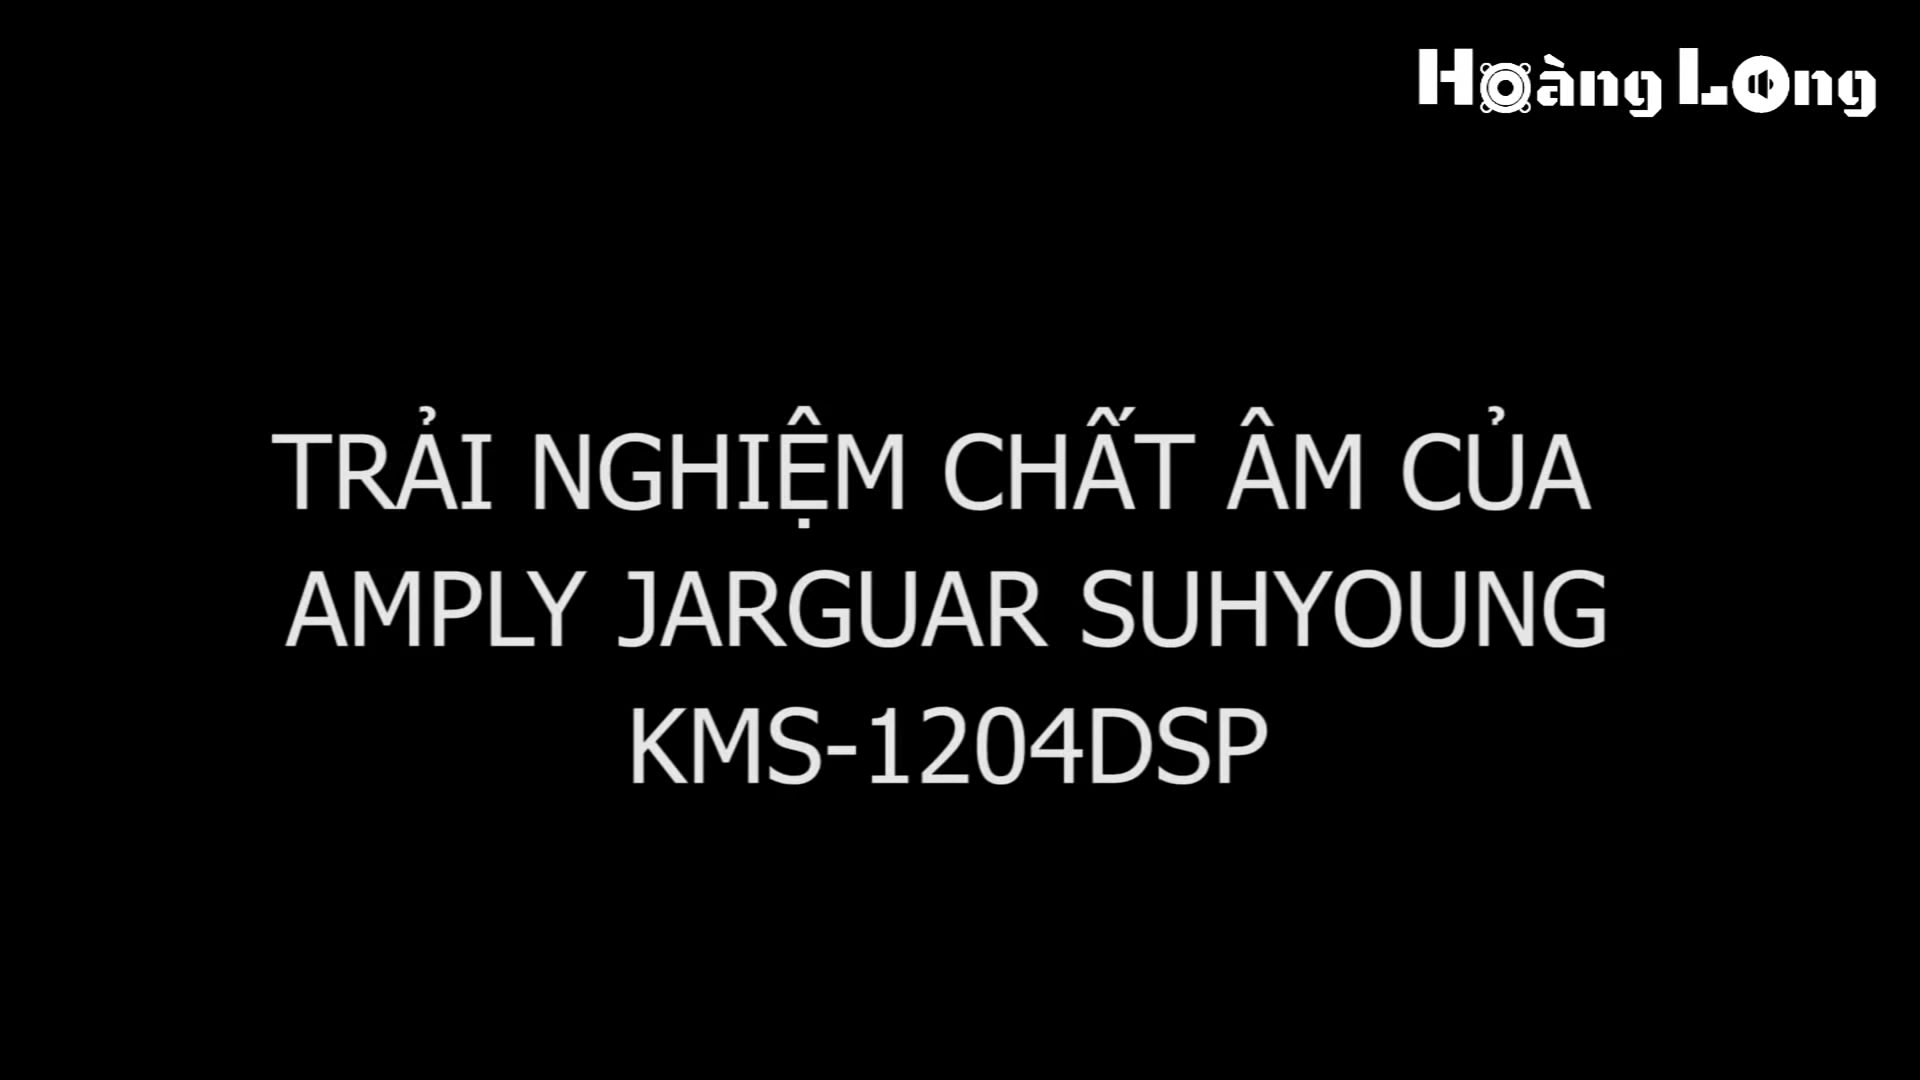 Hoàng Long
TRẢI NGHIỆM CHẤT ÂM CỦA
AMPLY JARGUAR SUHYOUNG
KMS-1204DSP